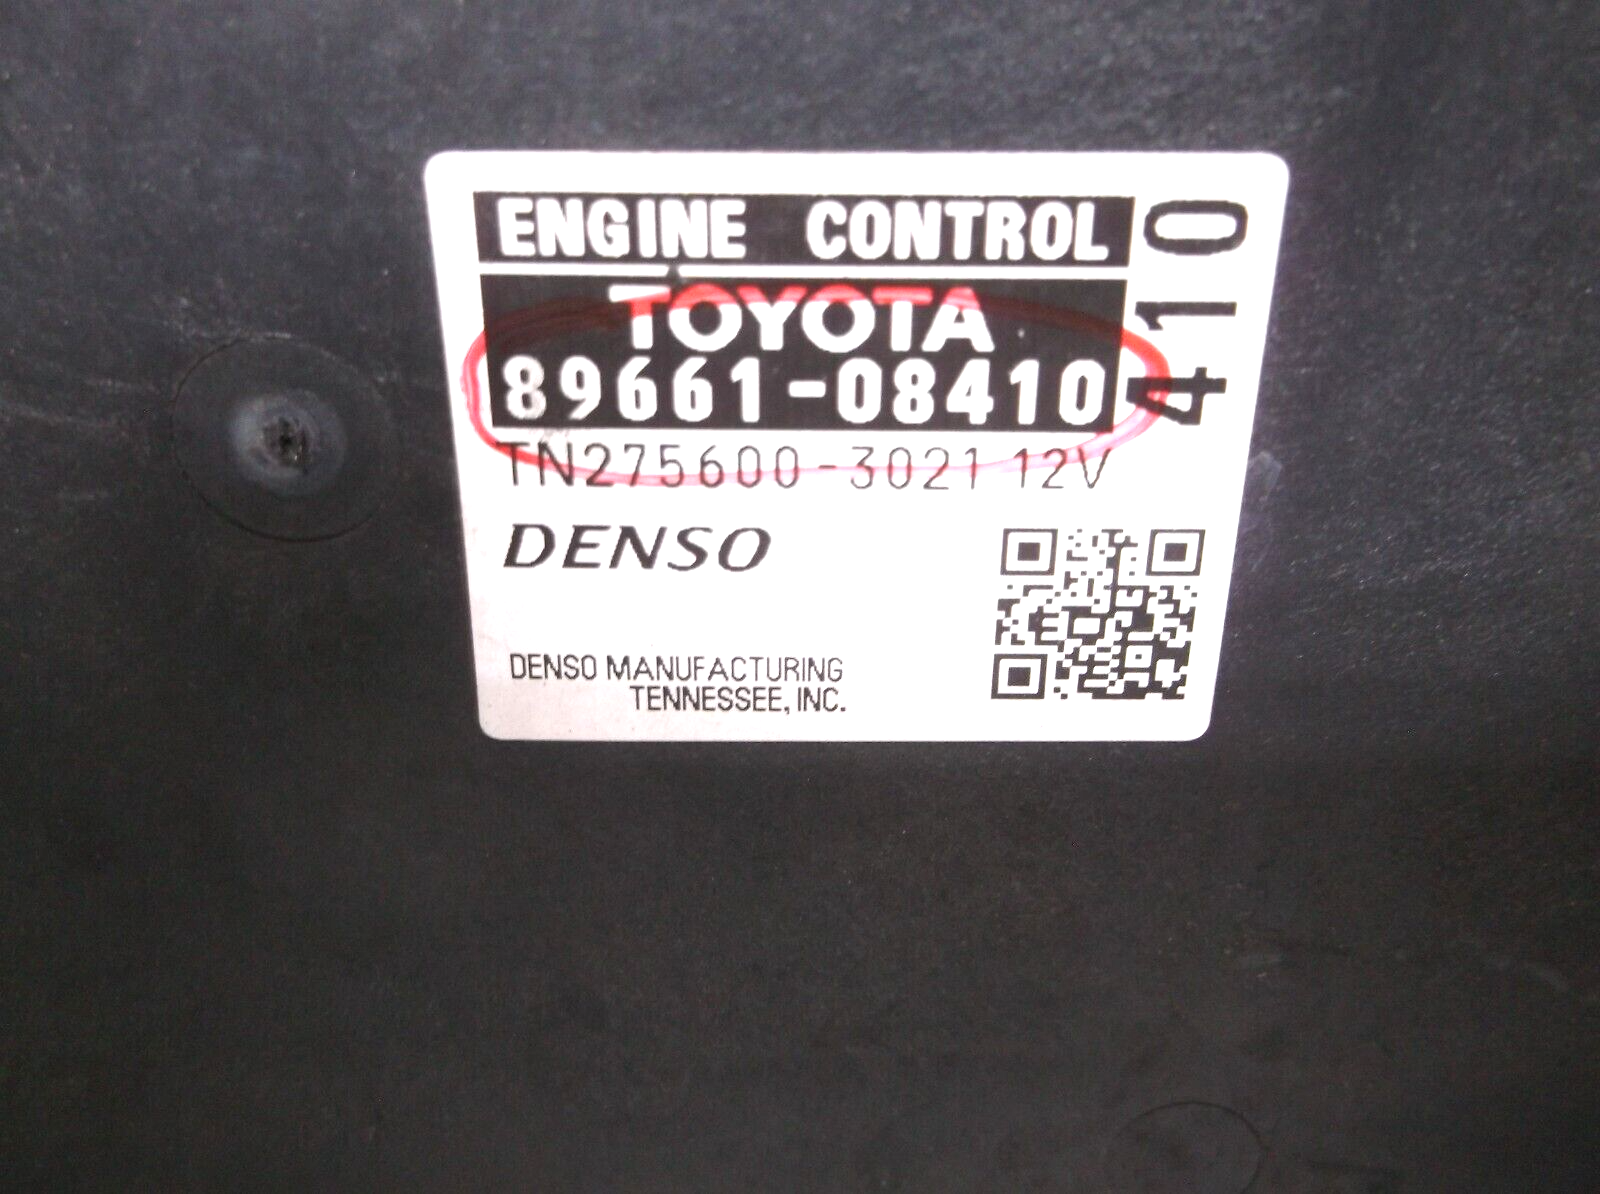 ENGINE CONTROL
TOYOTA
89661-08410
TN275600-3021 12V
DENSO
DENSO MANUFACTURING
TENNESSEE, INC.
410